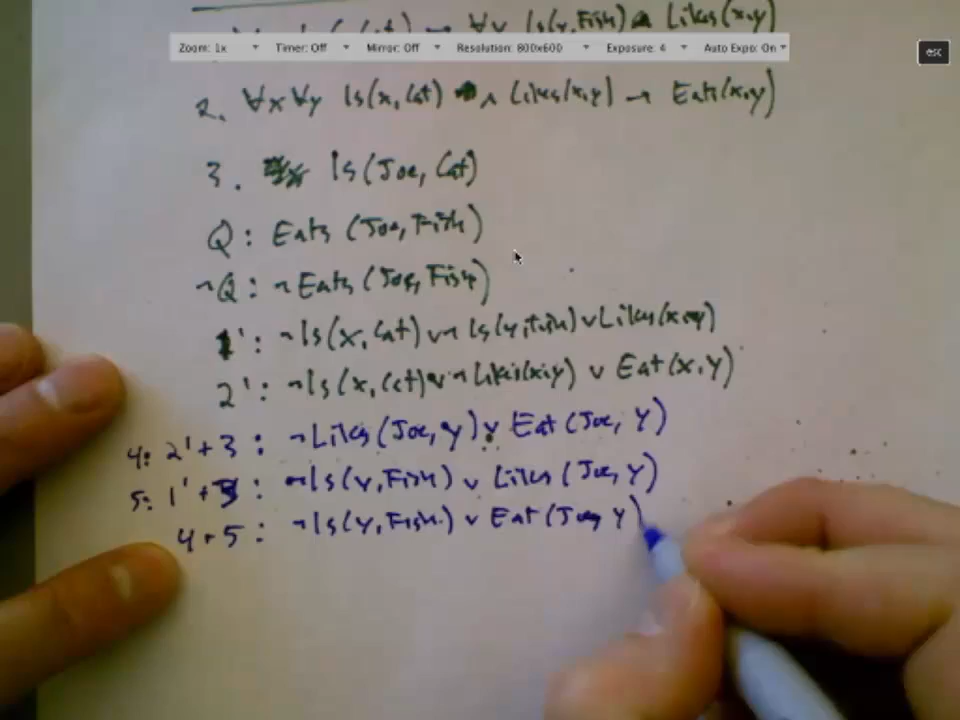 ∀y Is(y,Fish) ∧ Likes(x,y)
Zoom: 1x Timer: Off Mirror: Off Resolution: 800x600 Exposure: 4 Auto Expo: On
esc
2. ∀x∀y Is(x,Cat) ∧ Likes(x,y) → Eats(x,y)
3. Is(Joe, Cat)
Q: Eats (Joe, Fish)
¬Q: ¬Eats (Joe, Fish)
1': ¬Is(x, Cat) ∨ ¬Is(y, Fish) ∨ Likes(x,y)
2': ¬Is(x, Cat) ∨ ¬Likes(x,y) ∨ Eat(x,y)
4: 2'+3: ¬Likes(Joe, y) ∨ Eat(Joe, y)
5: 1'+3: ¬Is(y, Fish) ∨ Likes (Joe, y)
4+5: ¬Is(y, Fish) ∨ Eat(Joe, y)